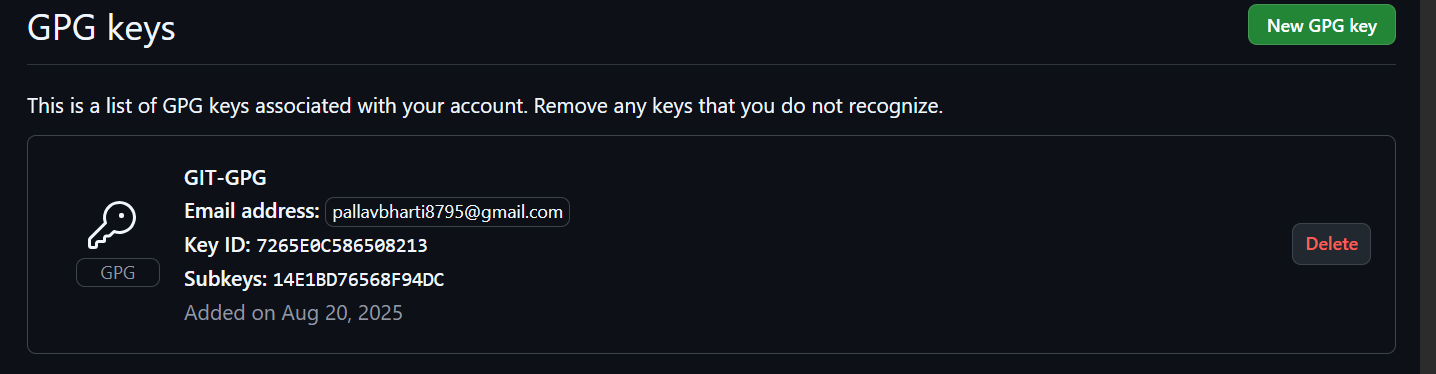 GPG keys
New GPG key
This is a list of GPG keys associated with your account. Remove any keys that you do not recognize.
GIT-GPG
Email address: pallavbharti8795@gmail.com
Key ID: 7265E0C586508213
Subkeys: 14E1BD76568F94DC
Added on Aug 20, 2025
GPG
Delete